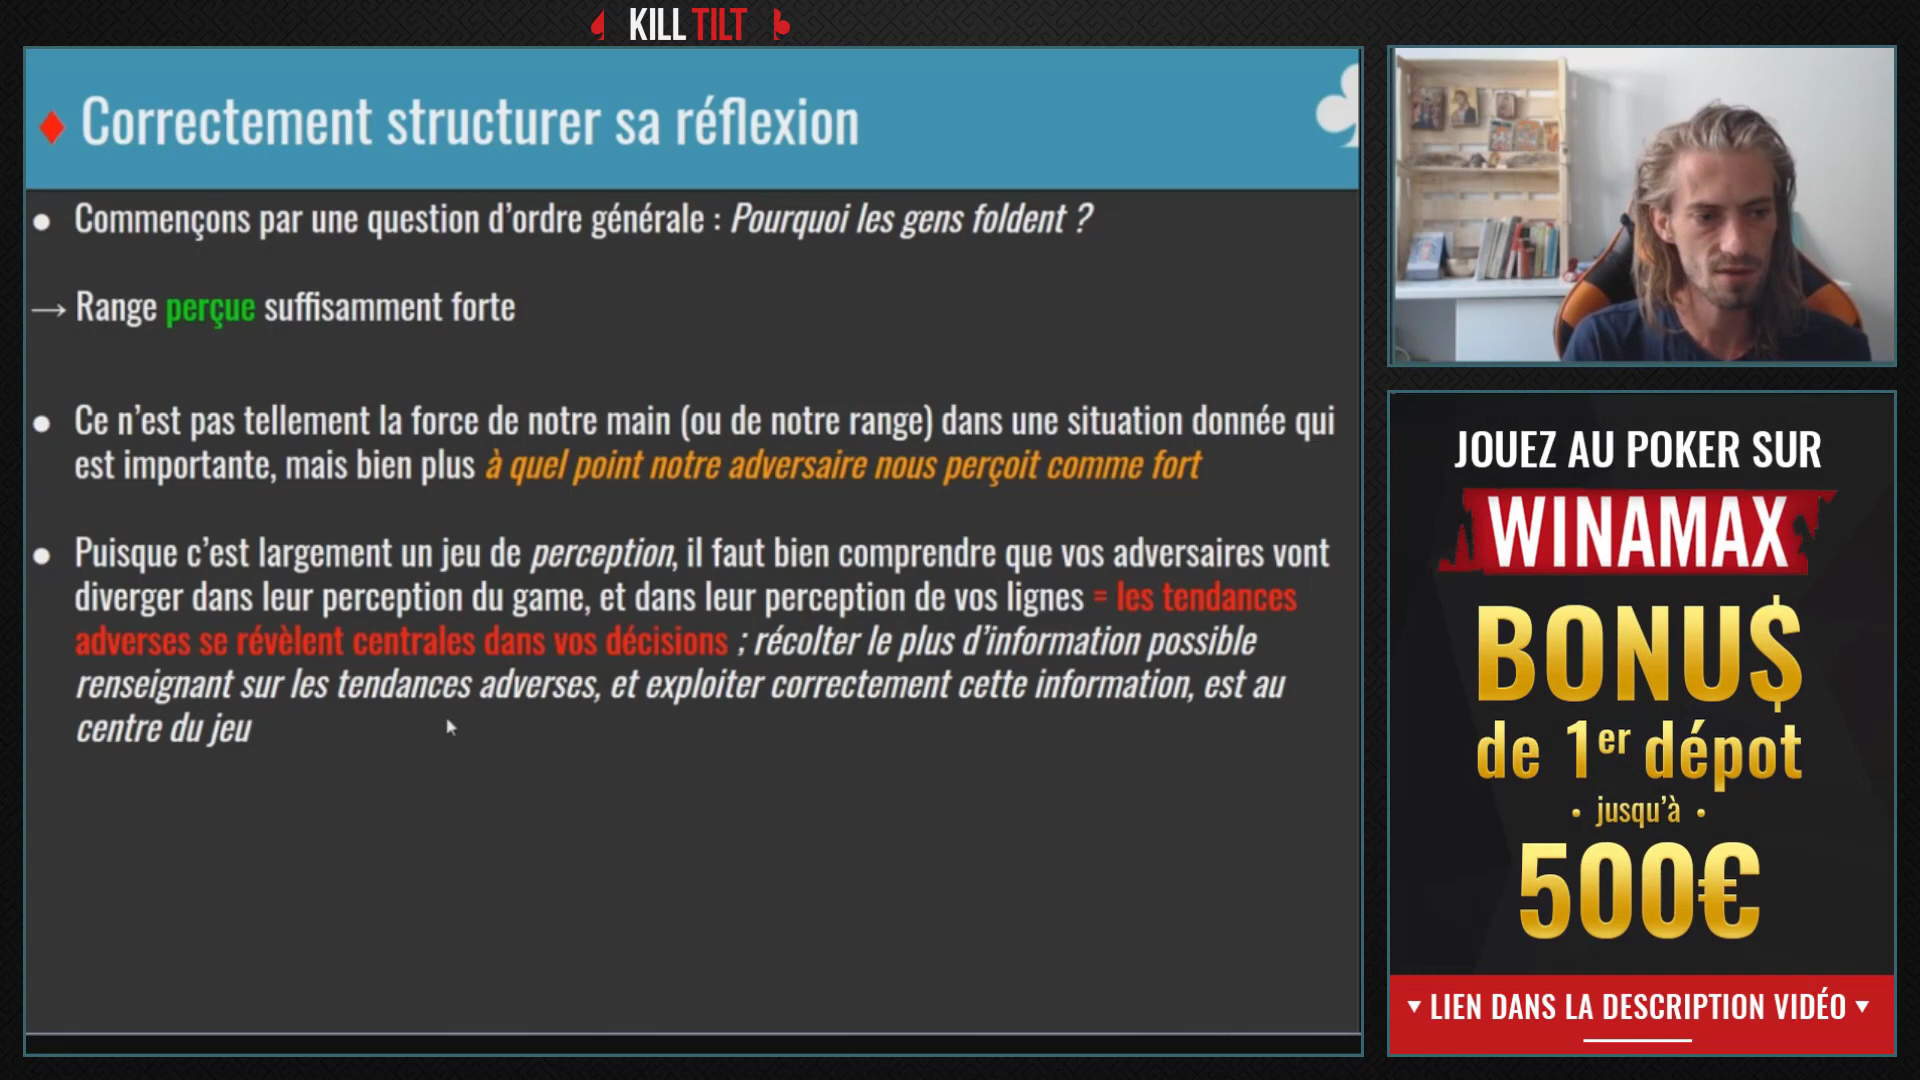 KILL TILT
Correctement structurer sa réflexion
● Commençons par une question d'ordre générale : Pourquoi les gens foldent ?
→ Range perçue suffisamment forte
● Ce n'est pas tellement la force de notre main (ou de notre range) dans une situation donnée qui
est importante, mais bien plus à quel point notre adversaire nous perçoit comme fort
● Puisque c'est largement un jeu de perception, il faut bien comprendre que vos adversaires vont
diverger dans leur perception du game, et dans leur perception de vos lignes = les tendances
adverses se révèlent centrales dans vos décisions ; récolter le plus d'information possible
renseignant sur les tendances adverses, et exploiter correctement cette information, est au
centre du jeu
JOUEZ AU POKER SUR
WINAMAX
BONU$
de 1er dépot
• jusqu'à •
500€
▼ LIEN DANS LA DESCRIPTION VIDÉO ▼